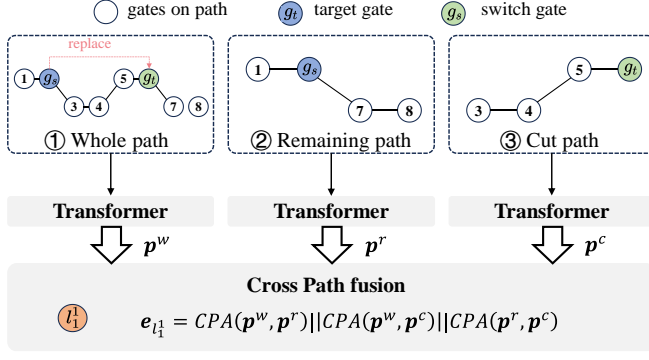 gates on path g_t target gate g_s switch gate
replace
1 g_s 3 4 5 g_t 7 8
1 g_s 7 8
3 4 5 g_t
① Whole path ② Remaining path ③ Cut path
Transformer Transformer Transformer
p^w p^r p^c
Cross Path fusion
l_1^1 e_{l_1^1} = CPA(p^w, p^r)||CPA(p^w, p^c)||CPA(p^r, p^c)